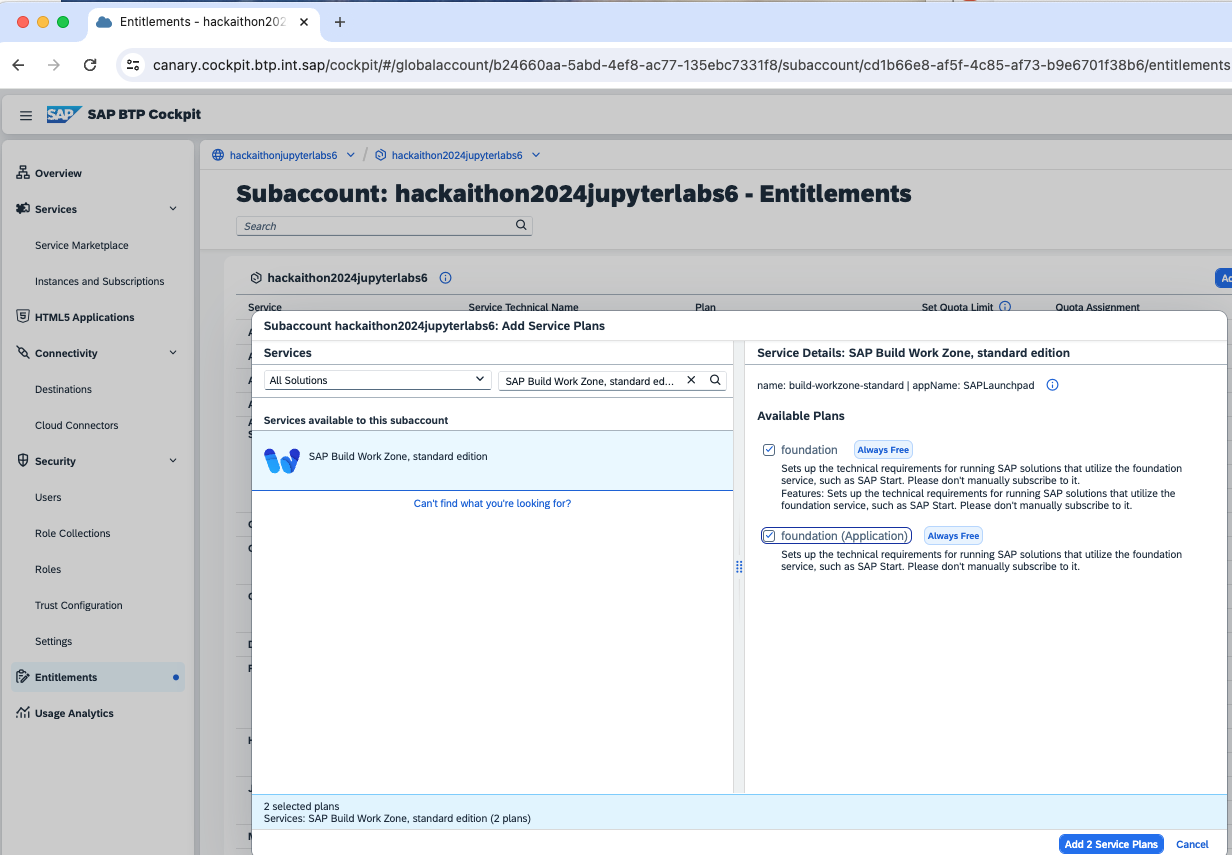 Entitlements - hackaithon202
canary.cockpit.btp.int.sap/cockpit/#/globalaccount/b24660aa-5abd-4ef8-ac77-135ebc7331f8/subaccount/cd1b66e8-af5f-4c85-af73-b9e6701f38b6/entitlements
SAP SAP BTP Cockpit
Overview
Services
Service Marketplace
Instances and Subscriptions
HTML5 Applications
Connectivity
Destinations
Cloud Connectors
Security
Users
Role Collections
Roles
Trust Configuration
Settings
Entitlements
Usage Analytics
hackaithonjupyterlabs6 / hackaithon2024jupyterlabs6
Subaccount: hackaithon2024jupyterlabs6 - Entitlements
Search
hackaithon2024jupyterlabs6
Service Service Technical Name Plan Set Quota Limit Quota Assignment
Subaccount hackaithon2024jupyterlabs6: Add Service Plans
Services
All Solutions SAP Build Work Zone, standard ed...
Services available to this subaccount
SAP Build Work Zone, standard edition
Can't find what you're looking for?
Service Details: SAP Build Work Zone, standard edition
name: build-workzone-standard | appName: SAPLaunchpad
Available Plans
foundation Always Free
Sets up the technical requirements for running SAP solutions that utilize the foundation
service, such as SAP Start. Please don't manually subscribe to it.
Features: Sets up the technical requirements for running SAP solutions that utilize the
foundation service, such as SAP Start. Please don't manually subscribe to it.
foundation (Application) Always Free
Sets up the technical requirements for running SAP solutions that utilize the foundation
service, such as SAP Start. Please don't manually subscribe to it.
2 selected plans
Services: SAP Build Work Zone, standard edition (2 plans)
Add 2 Service Plans Cancel